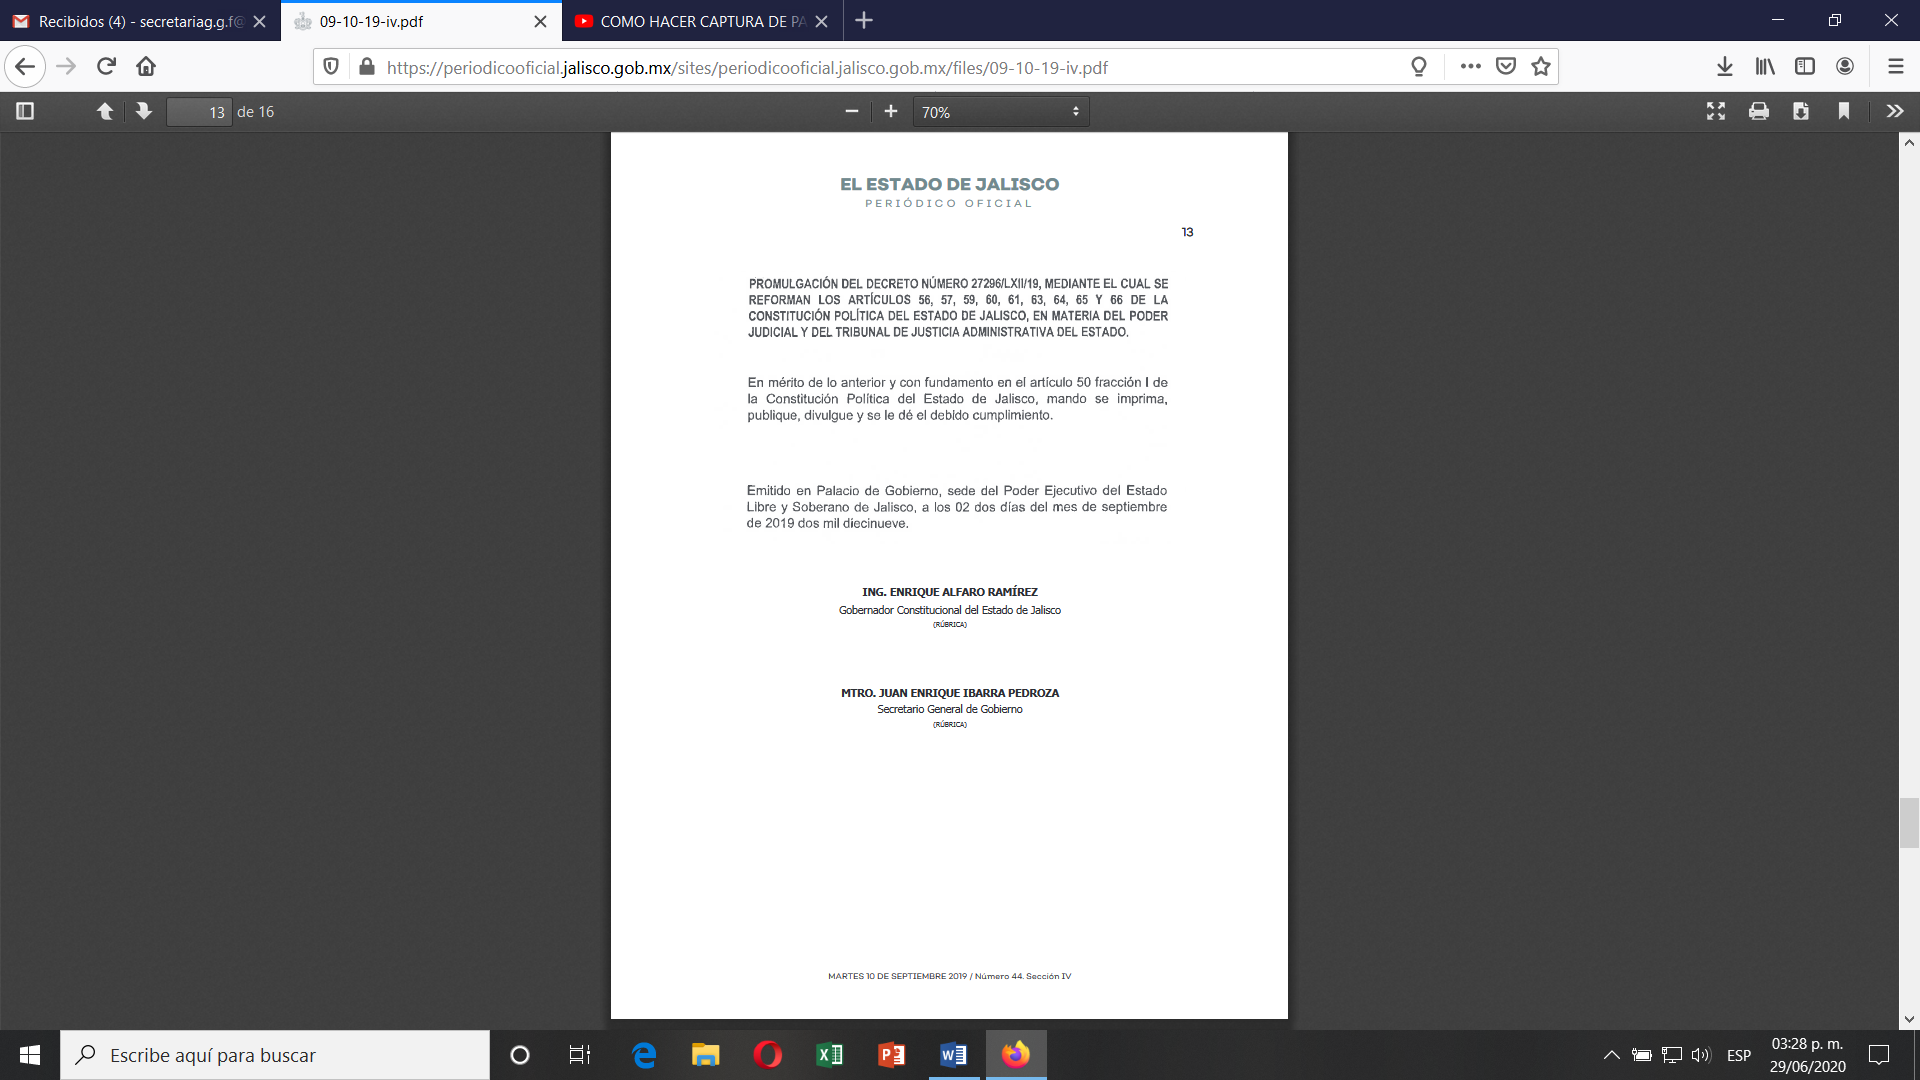 Recibidos (4) - secretariag.g.f@
09-10-19-iv.pdf
COMO HACER CAPTURA DE PA
https://periodicooficial.jalisco.gob.mx/sites/periodicooficial.jalisco.gob.mx/files/09-10-19-iv.pdf
13 de 16
70%
EL ESTADO DE JALISCO
PERIÓDICO OFICIAL
13
PROMULGACIÓN DEL DECRETO NÚMERO 27296/LXII/19, MEDIANTE EL CUAL SE
REFORMAN LOS ARTÍCULOS 56, 57, 59, 60, 61, 63, 64, 65 Y 66 DE LA
CONSTITUCIÓN POLÍTICA DEL ESTADO DE JALISCO, EN MATERIA DEL PODER
JUDICIAL Y DEL TRIBUNAL DE JUSTICIA ADMINISTRATIVA DEL ESTADO.
En mérito de lo anterior y con fundamento en el artículo 50 fracción I de
la Constitución Política del Estado de Jalisco, mando se imprima,
publique, divulgue y se le dé el debido cumplimiento.
Emitido en Palacio de Gobierno, sede del Poder Ejecutivo del Estado
Libre y Soberano de Jalisco, a los 02 dos días del mes de septiembre
de 2019 dos mil diecinueve.
ING. ENRIQUE ALFARO RAMÍREZ
Gobernador Constitucional del Estado de Jalisco
(RÚBRICA)
MTRO. JUAN ENRIQUE IBARRA PEDROZA
Secretario General de Gobierno
(RÚBRICA)
MARTES 10 DE SEPTIEMBRE 2019 / Número 44. Sección IV
Escribe aquí para buscar
ESP
03:28 p. m.
29/06/2020